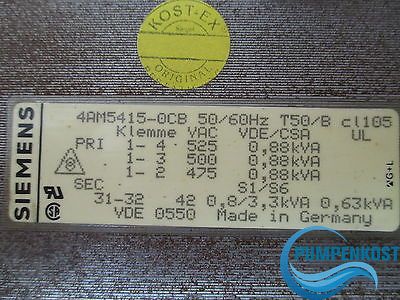 KOST-EX
Siegel
SIEMENS
4AM5415-0CB 50/60Hz T50/B cl105
Klemme VAC VDE/CSA UL
PRI 1-4 525 0,88kVA
1-3 500 0,88kVA
1-2 475 0,88kVA
SEC S1/S6
31-32 42 0,8/3,3kVA 0,63kVA
VDE 0550 Made in Germany
PUMPENKOST